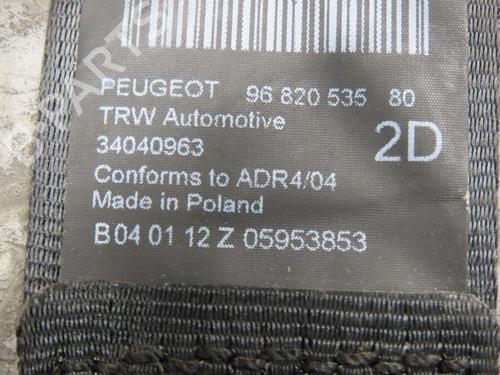 PEUGEOT 96 820 535 80
TRW Automotive
34040963
2D
Conforms to ADR4/04
Made in Poland
B 04 01 12 Z 05953853